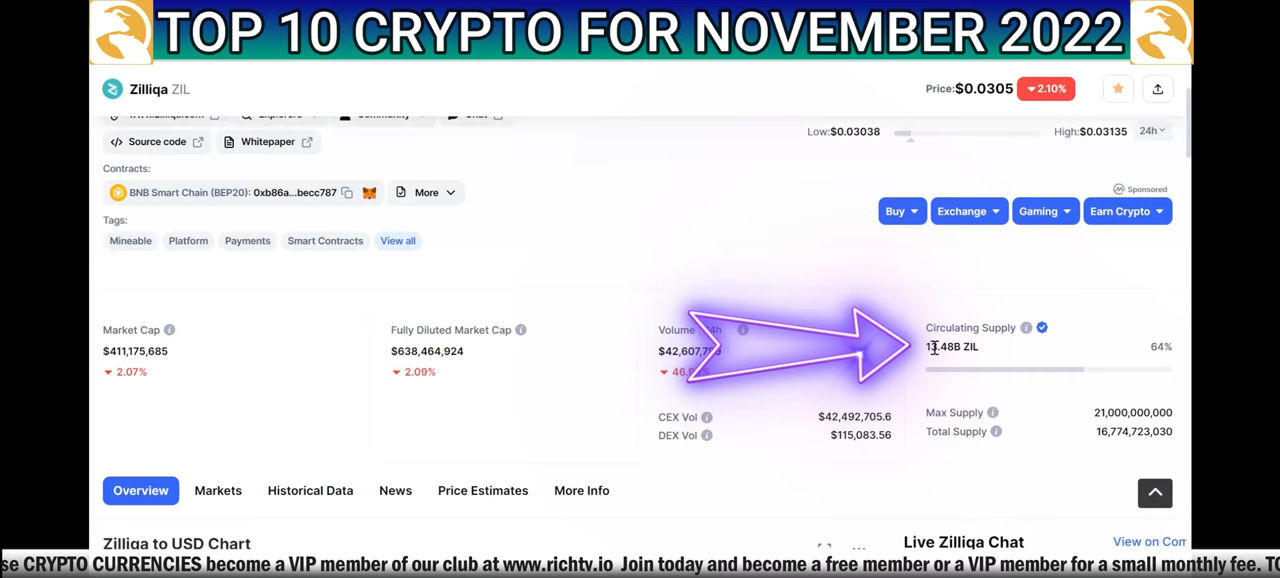 TOP 10 CRYPTO FOR NOVEMBER 2022
Zilliqa ZIL
Price:$0.0305 2.10%
Low:$0.03038 High:$0.03135 24h
Source code Whitepaper
Contracts:
BNB Smart Chain (BEP20): 0xb86a...becc787 More
Sponsored
Tags:
Buy Exchange Gaming Earn Crypto
Mineable Platform Payments Smart Contracts View all
Market Cap Fully Diluted Market Cap Volume Circulating Supply
$411,175,685 $638,464,924 ZIL 64%
2.07% 2.09%
CEX Vol $42,492,705.6 Max Supply 21,000,000,000
DEX Vol $115,083.56 Total Supply 16,774,723,030
Overview Markets Historical Data News Price Estimates More Info
Zilliqa to USD Chart Live Zilliqa Chat View on Com
se CRYPTO CURRENCIES become a VIP member of our club at www.richtv.io Join today and become a free member or a VIP member for a small monthly fee. TO